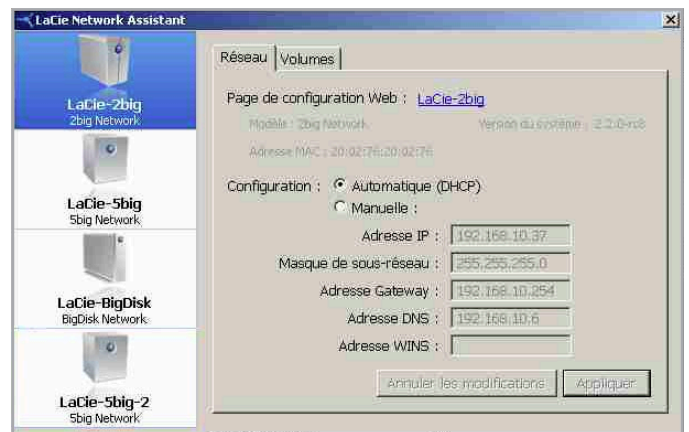 LaCie Network Assistant
LaCie-2big
2big Network
LaCie-5big
5big Network
LaCie-BigDisk
BigDisk Network
LaCie-5big-2
5big Network
Réseau
Volumes
Page de configuration Web : LaCie-2big
Modèle : 2big Network
Version du système : 2.2.0-rc8
Adresse MAC : 20:02:76:20:02:76
Configuration : Automatique (DHCP)
Manuelle :
Adresse IP : 192.168.10.37
Masque de sous-réseau : 255.255.255.0
Adresse Gateway : 192.168.10.254
Adresse DNS : 192.168.10.6
Adresse WINS :
Annuler les modifications
Appliquer